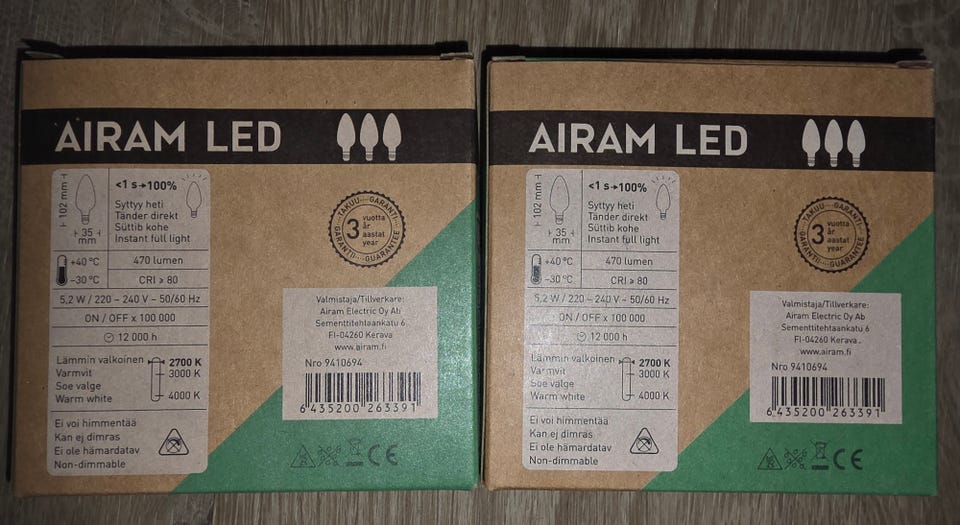 AIRAM LED
102 mm
35
mm
<1 s→100%
Syttyy heti
Tänder direkt
Süttib kohe
Instant full light
+40 °C
-30 °C
470 lumen
CRI ≥ 80
5,2 W / 220 – 240 V – 50/60 Hz
ON / OFF x 100 000
12 000 h
Lämmin valkoinen
Varmvit
Soe valge
Warm white
2700 K
3000 K
4000 K
Ei voi himmentää
Kan ej dimras
Ei ole hämardatav
Non-dimmable
TAKUU GARANTI GUARANTEE GARANTII
3 vuotta
år
aastat
year
Valmistaja/Tillverkare:
Airam Electric Oy Ab
Sementtitehtaankatu 6
FI-04260 Kerava
www.airam.fi
Nro 9410694
6 435200 263391
CE
AIRAM LED
102 mm
35
mm
<1 s→100%
Syttyy heti
Tänder direkt
Süttib kohe
Instant full light
+40 °C
-30 °C
470 lumen
CRI ≥ 80
5,2 W / 220 – 240 V – 50/60 Hz
ON / OFF x 100 000
12 000 h
Lämmin valkoinen
Varmvit
Soe valge
Warm white
2700 K
3000 K
4000 K
Ei voi himmentää
Kan ej dimras
Ei ole hämardatav
Non-dimmable
TAKUU GARANTI GUARANTEE GARANTII
3 vuotta
år
aastat
year
Valmistaja/Tillverkare:
Airam Electric Oy Ab
Sementtitehtaankatu 6
FI-04260 Kerava
www.airam.fi
Nro 9410694
6 435200 263391
CE